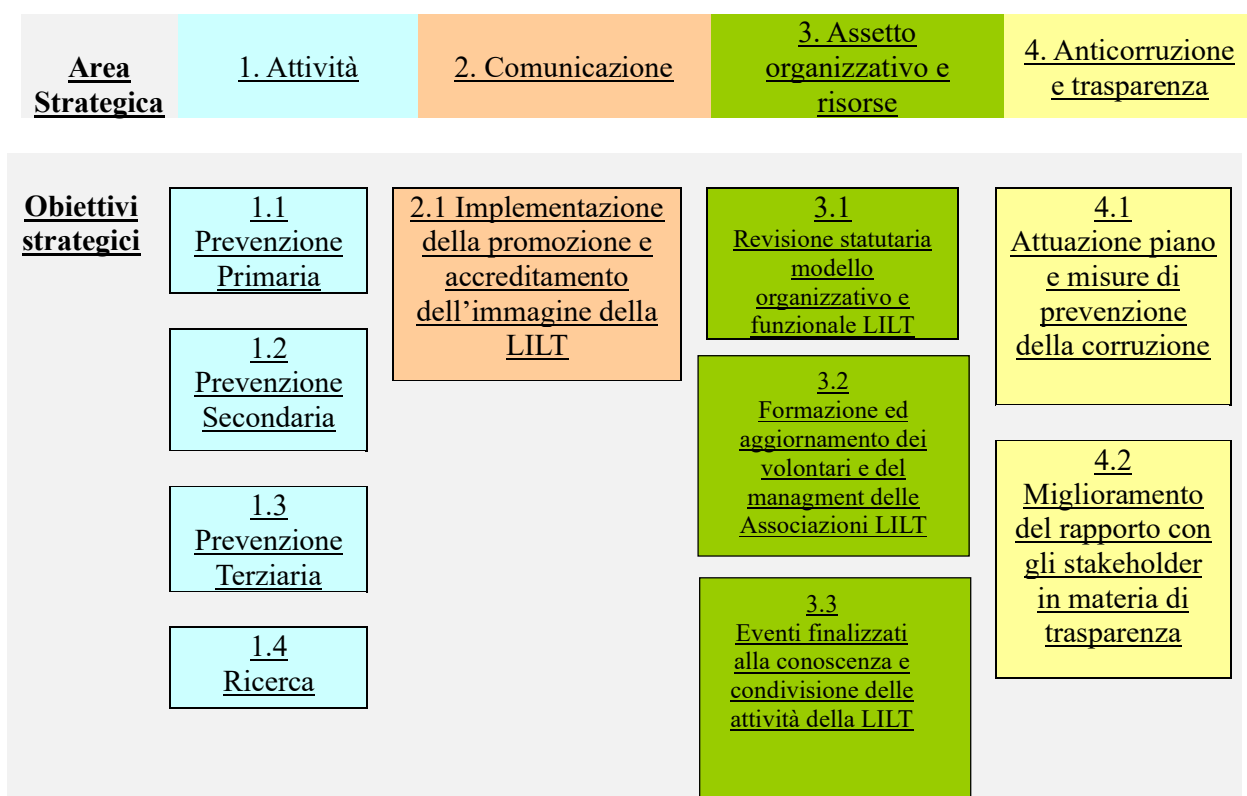 Area
Strategica
1. Attività
2. Comunicazione
3. Assetto
organizzativo e
risorse
4. Anticorruzione
e trasparenza
Obiettivi
strategici
1.1
Prevenzione
Primaria
1.2
Prevenzione
Secondaria
1.3
Prevenzione
Terziaria
1.4
Ricerca
2.1 Implementazione
della promozione e
accreditamento
dell’immagine della
LILT
3.1
Revisione statutaria
modello
organizzativo e
funzionale LILT
3.2
Formazione ed
aggiornamento dei
volontari e del
managment delle
Associazioni LILT
3.3
Eventi finalizzati
alla conoscenza e
condivisione delle
attività della LILT
4.1
Attuazione piano
e misure di
prevenzione
della corruzione
4.2
Miglioramento
del rapporto con
gli stakeholder
in materia di
trasparenza